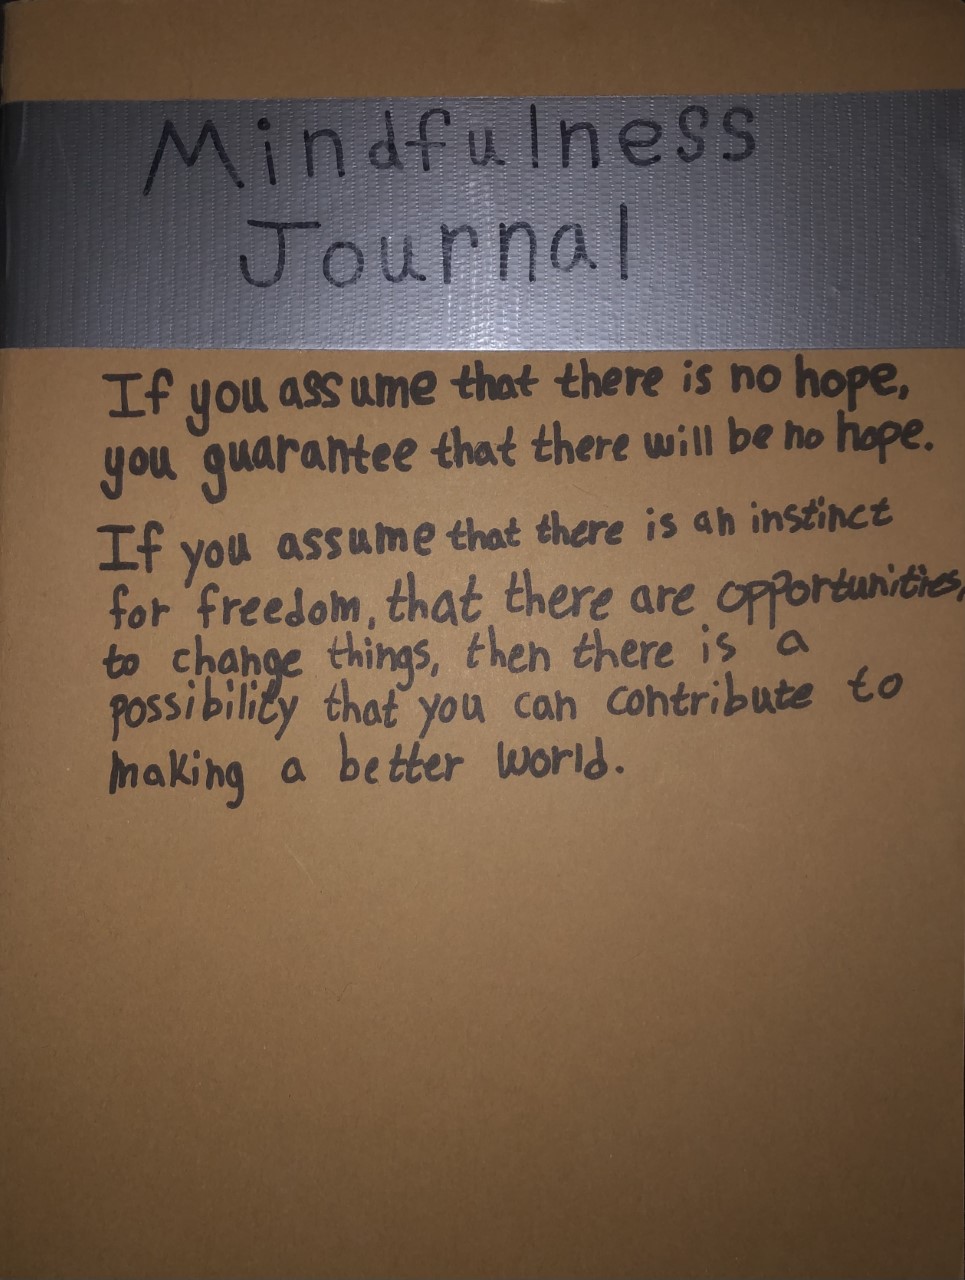 Mindfulness
Journal
If you assume that there is no hope,
you guarantee that there will be no hope.
If you assume that there is an instinct
for freedom, that there are opportunities,
to change things, then there is a
possibility that you can contribute to
making a better world.